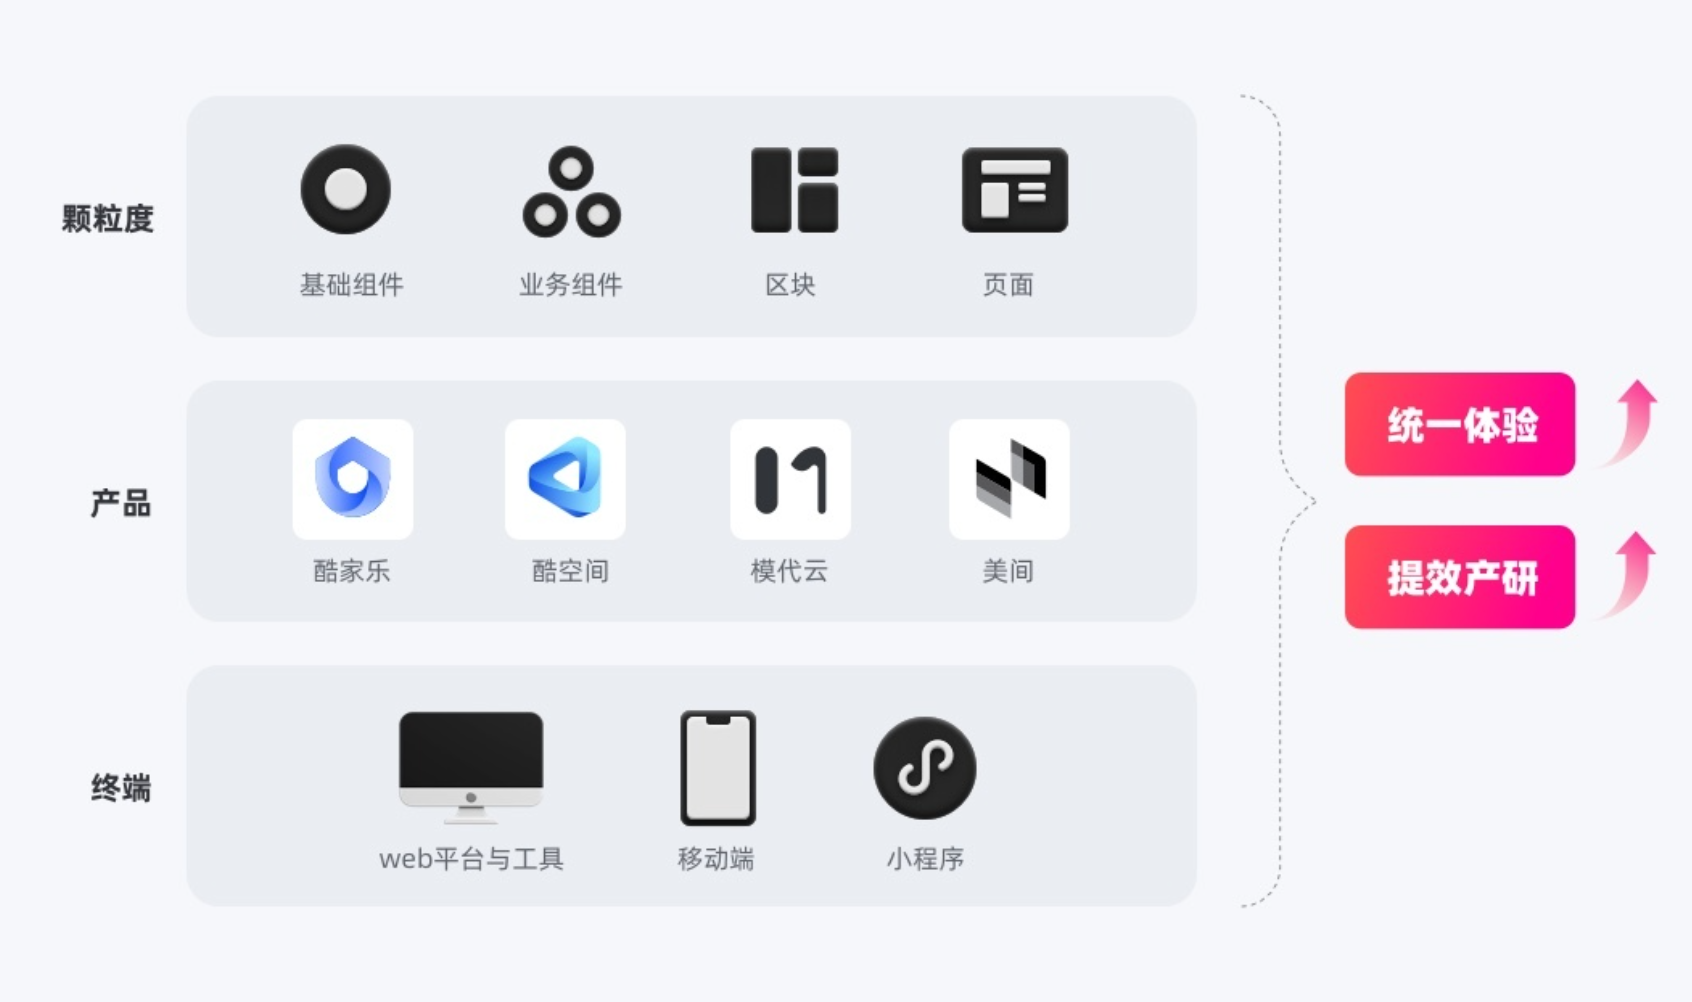 颗粒度
基础组件
业务组件
区块
页面
产品
酷家乐
酷空间
模代云
美间
终端
web平台与工具
移动端
小程序
统一体验
提效产研